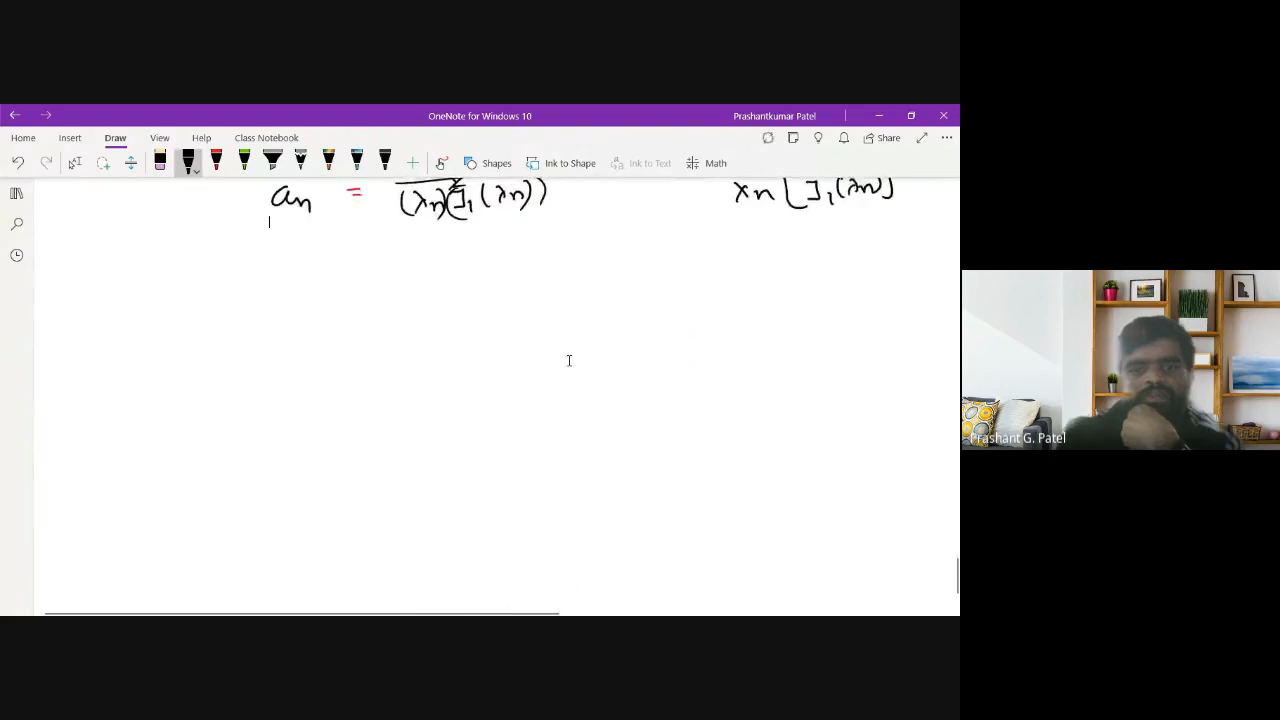 OneNote for Windows 10
Prashantkumar Patel
Home Insert Draw View Help Class Notebook
Share
Shapes Ink to Shape Ink to Text Math
an = (λn)(J₁(λn))
λn [J₁(λn)]
Prashant G. Patel